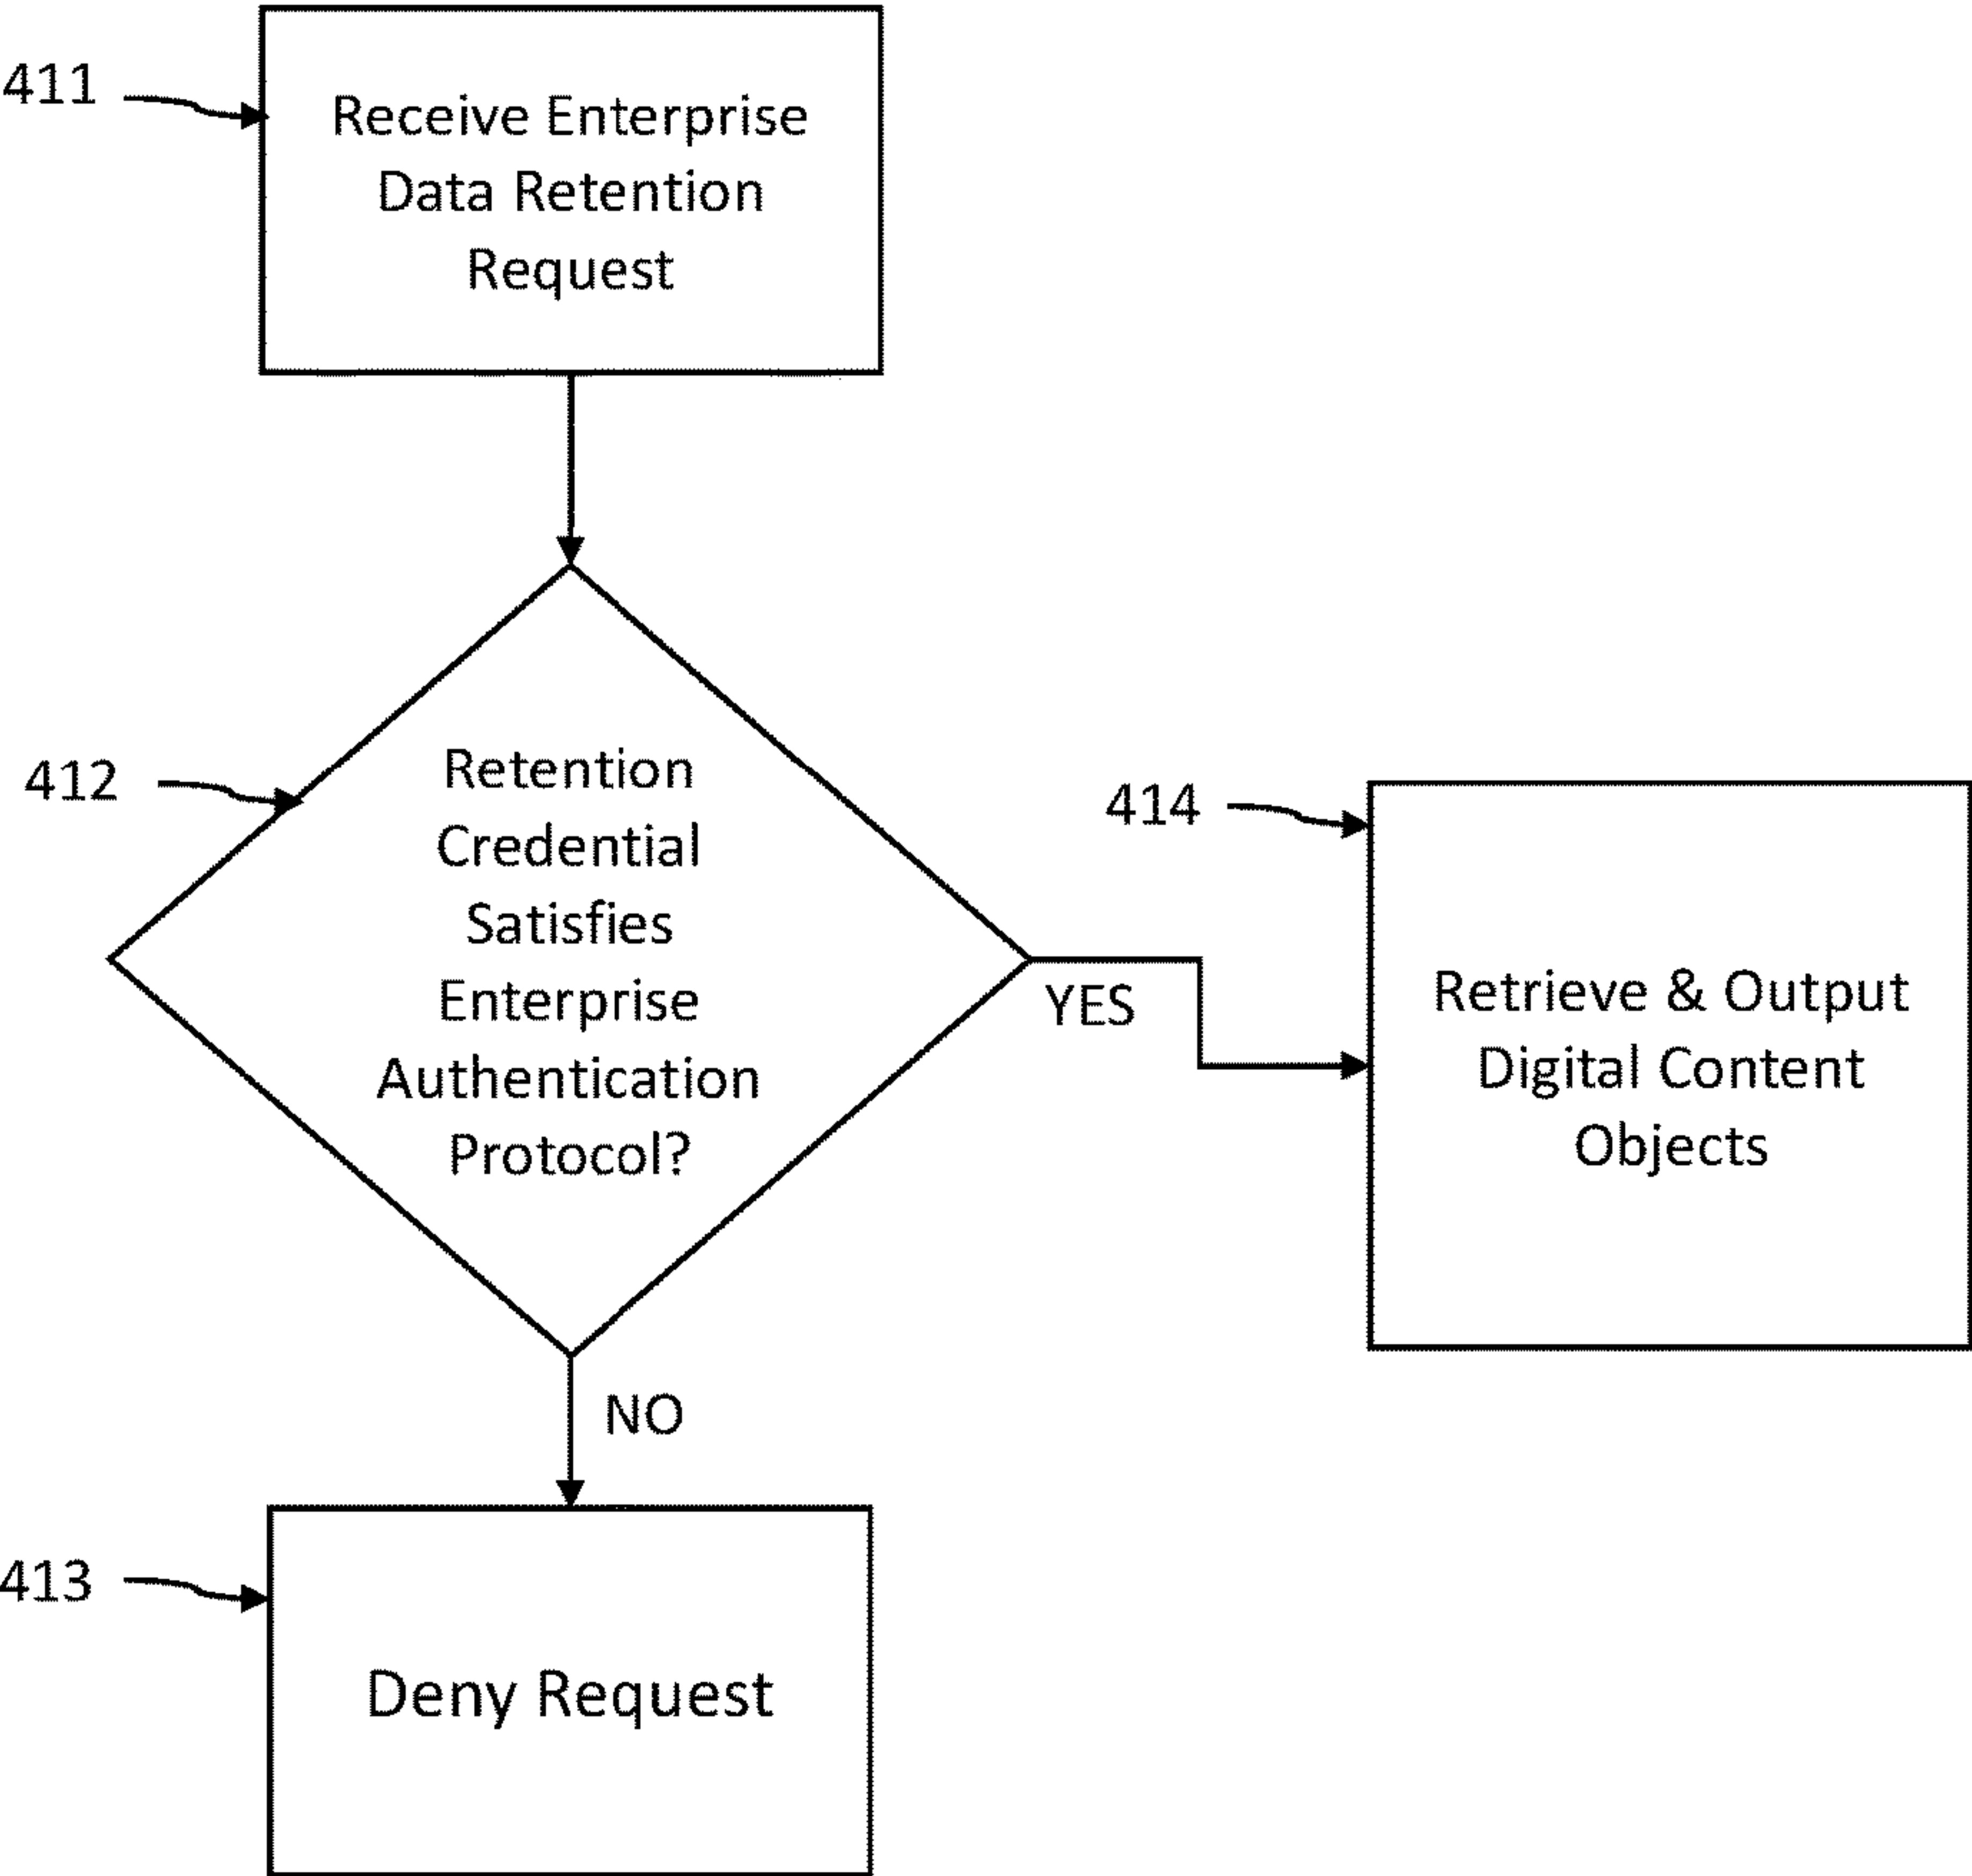 411
Receive Enterprise
Data Retention
Request
412
Retention
Credential
Satisfies
Enterprise
Authentication
Protocol?
YES
414
Retrieve & Output
Digital Content
Objects
NO
413
Deny Request